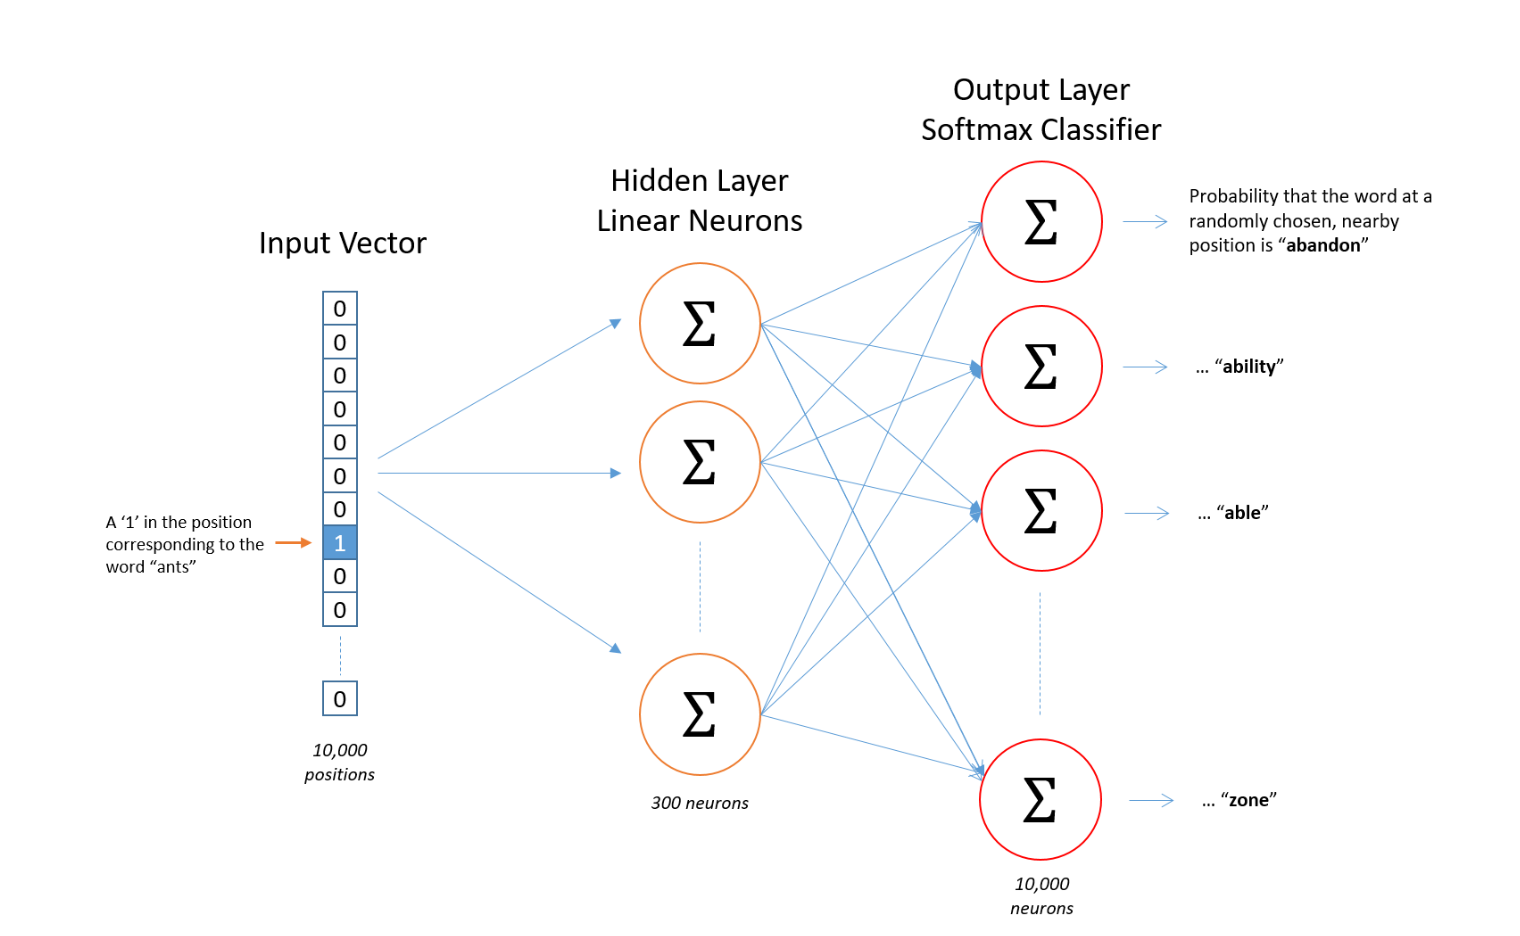 Output Layer
Softmax Classifier
Hidden Layer
Linear Neurons
Input Vector
0
0
0
0
0
0
0
1
0
0
0
A ‘1’ in the position
corresponding to the
word “ants”
10,000
positions
Σ
Σ
Σ
300 neurons
Σ
Σ
Σ
Σ
10,000
neurons
Probability that the word at a
randomly chosen, nearby
position is “abandon”
... “ability”
... “able”
... “zone”